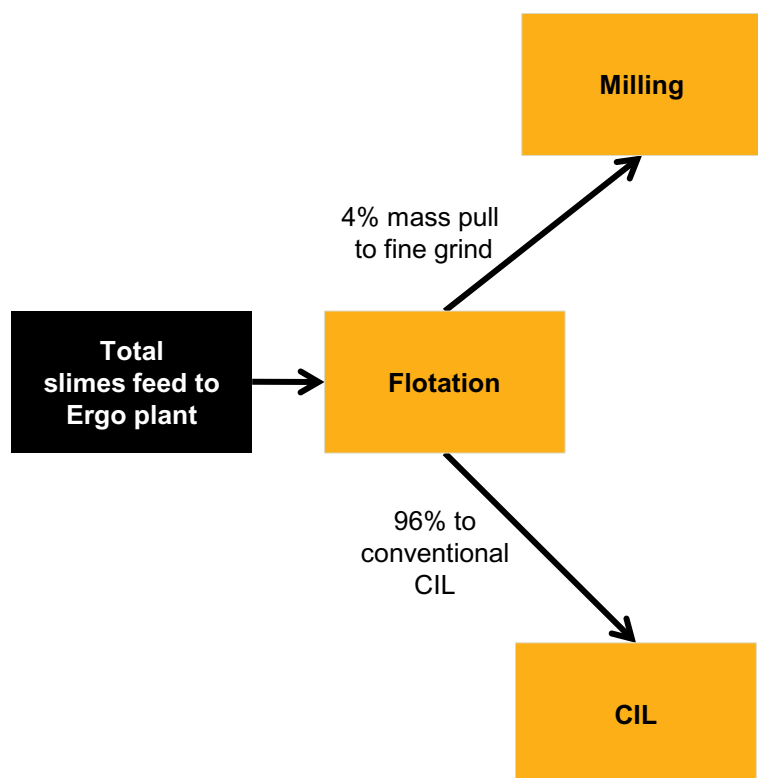 Milling
4% mass pull
to fine grind
Total
slimes feed to
Ergo plant
Flotation
96% to
conventional
CIL
CIL